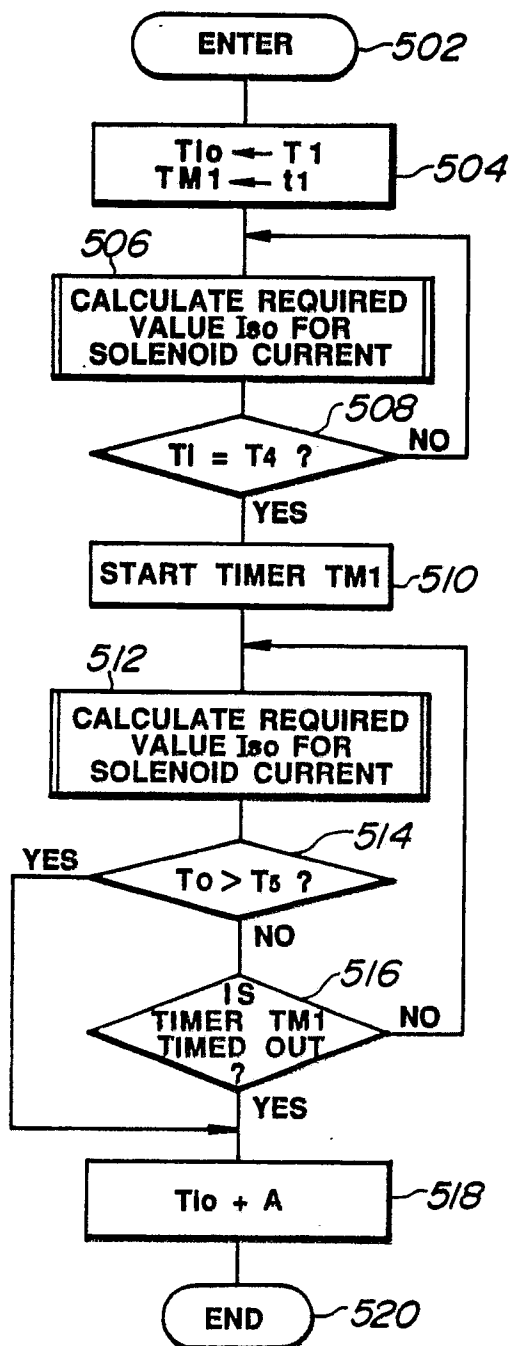 ENTER
502
TIo ← T1
TM1 ← t1
504
506
CALCULATE REQUIRED
VALUE Iso FOR
SOLENOID CURRENT
508
TI = T4 ?
NO
YES
START TIMER TM1
510
512
CALCULATE REQUIRED
VALUE Iso FOR
SOLENOID CURRENT
514
YES
To > T5 ?
NO
516
IS
TIMER TM1
TIMED OUT
?
NO
YES
TIo + A
518
END
520